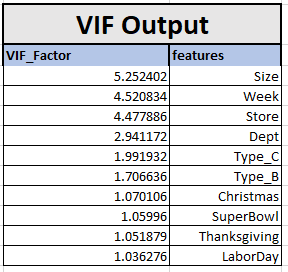 VIF Output
VIF_Factor features
5.252402 Size
4.520834 Week
4.477886 Store
2.941172 Dept
1.991932 Type_C
1.706636 Type_B
1.070106 Christmas
1.05996 SuperBowl
1.051879 Thanksgiving
1.036276 LaborDay